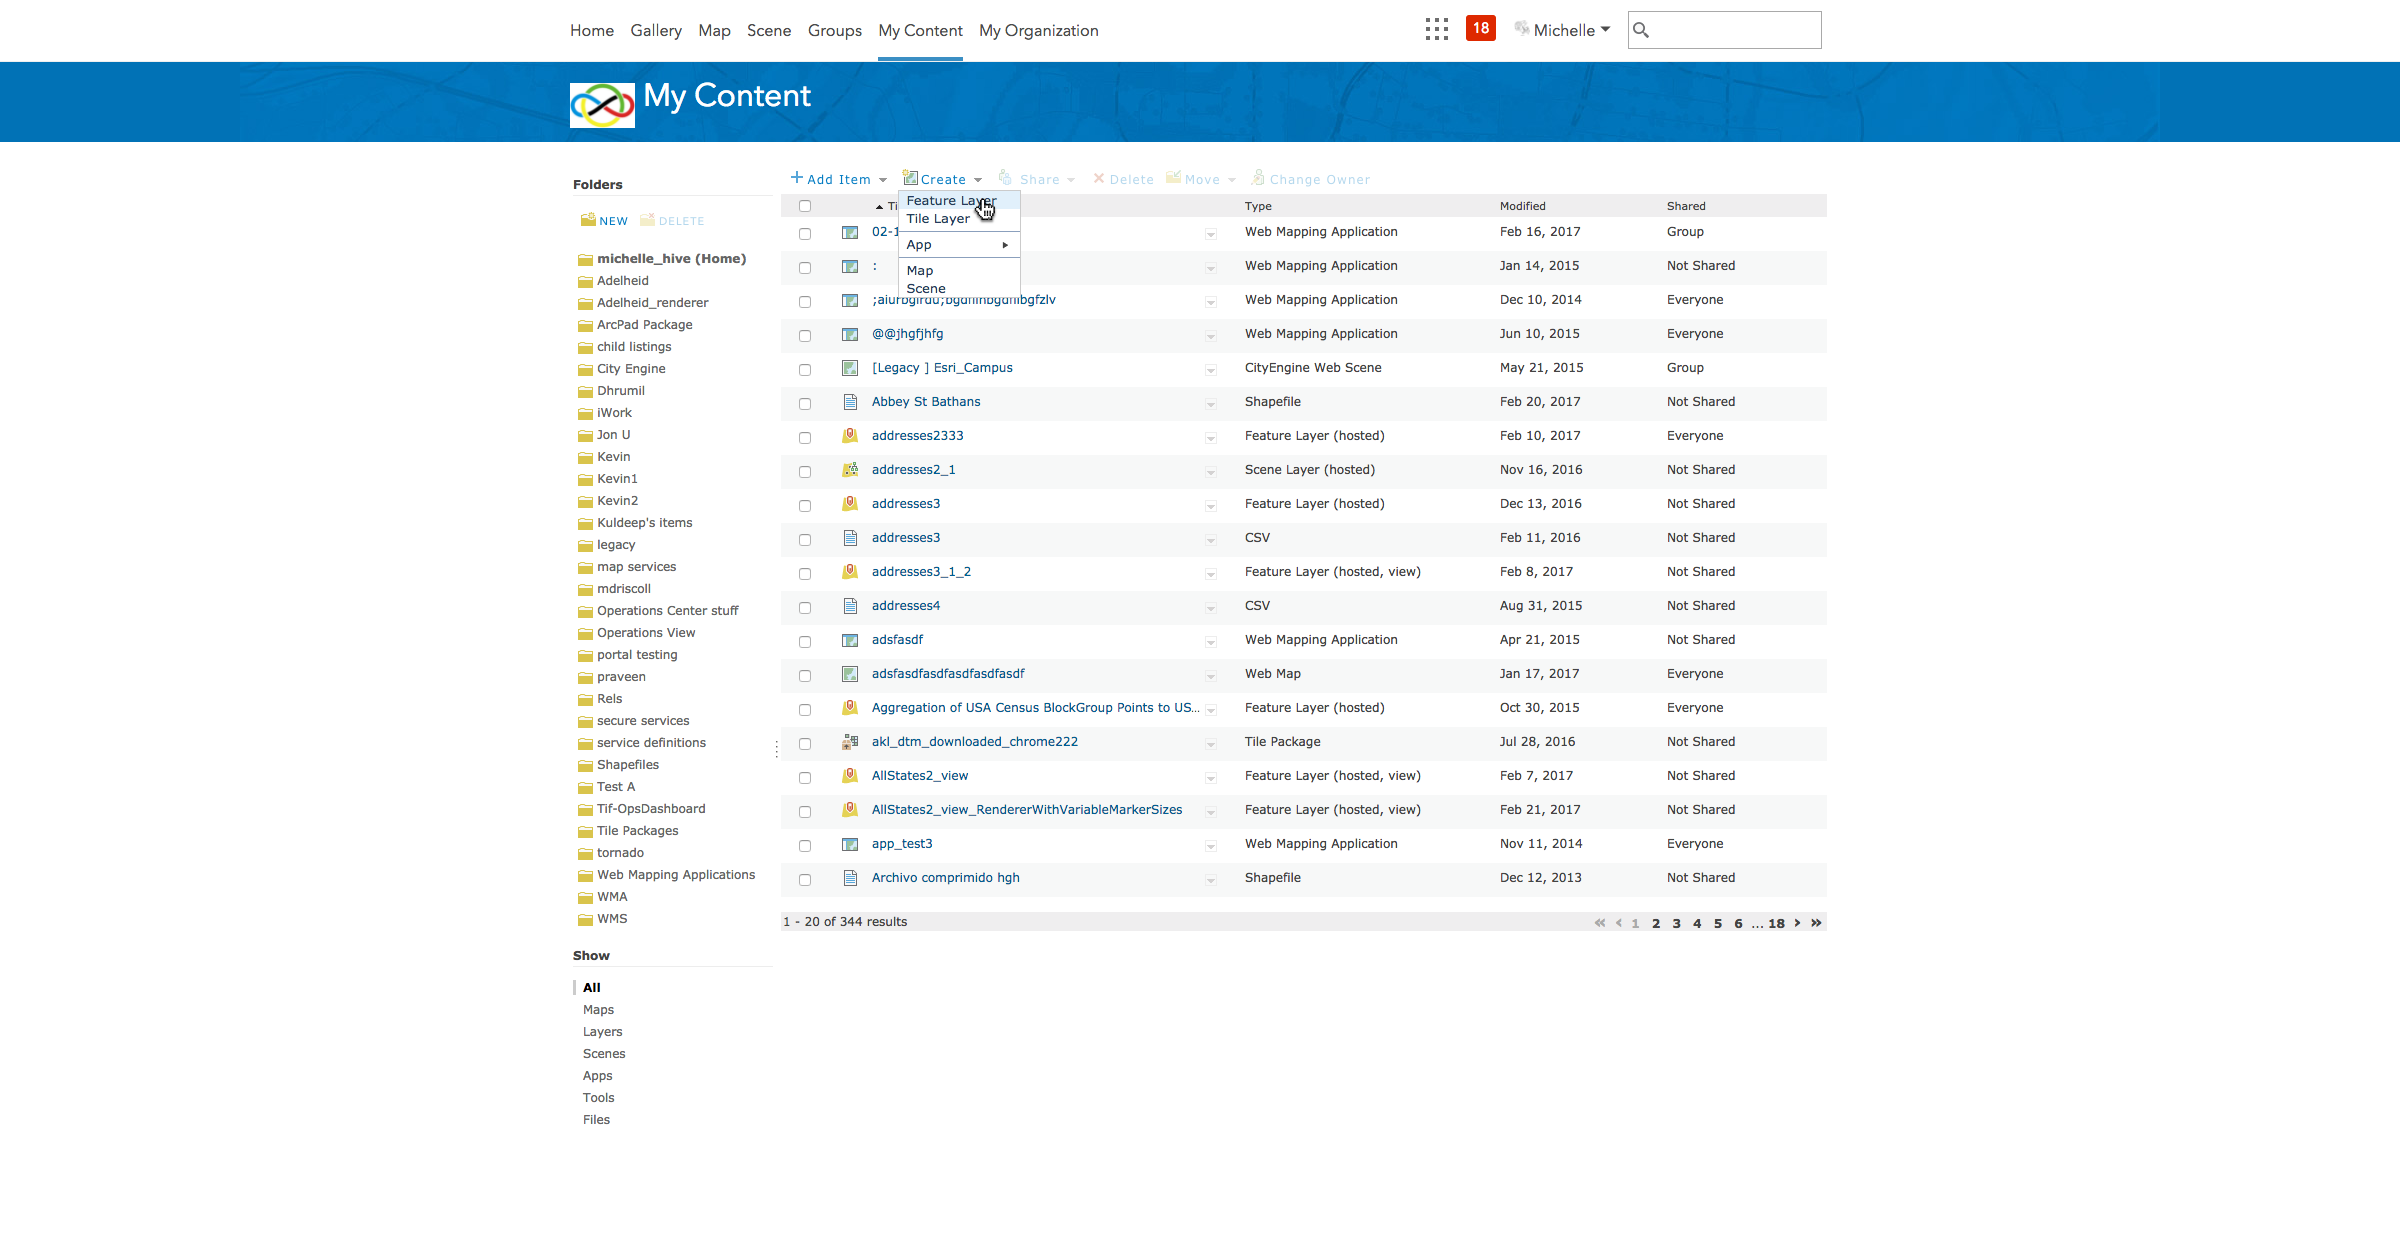 Home Gallery Map Scene Groups My Content My Organization 18 Michelle
My Content
Folders
NEW DELETE
michelle_hive (Home)
Adelheid
Adelheid_renderer
ArcPad Package
child listings
City Engine
Dhrumil
iWork
Jon U
Kevin
Kevin1
Kevin2
Kuldeep's items
legacy
map services
mdriscoll
Operations Center stuff
Operations View
portal testing
praveen
Rels
secure services
service definitions
Shapefiles
Test A
Tif-OpsDashboard
Tile Packages
tornado
Web Mapping Applications
WMA
WMS
Show
All
Maps
Layers
Scenes
Apps
Tools
Files
Add Item Create Share Delete Move Change Owner
Feature Layer
Tile Layer
App
Map
Scene
Type Modified Shared
Web Mapping Application Feb 16, 2017 Group
: Web Mapping Application Jan 14, 2015 Not Shared
Web Mapping Application Dec 10, 2014 Everyone
@@jhgfjhfg Web Mapping Application Jun 10, 2015 Everyone
[Legacy ] Esri_Campus CityEngine Web Scene May 21, 2015 Group
Abbey St Bathans Shapefile Feb 20, 2017 Not Shared
addresses2333 Feature Layer (hosted) Feb 10, 2017 Everyone
addresses2_1 Scene Layer (hosted) Nov 16, 2016 Not Shared
addresses3 Feature Layer (hosted) Dec 13, 2016 Not Shared
addresses3 CSV Feb 11, 2016 Not Shared
addresses3_1_2 Feature Layer (hosted, view) Feb 8, 2017 Not Shared
addresses4 CSV Aug 31, 2015 Not Shared
adsfasdf Web Mapping Application Apr 21, 2015 Not Shared
adsfasdfasdfasdfasdfasdf Web Map Jan 17, 2017 Everyone
Aggregation of USA Census BlockGroup Points to US... Feature Layer (hosted) Oct 30, 2015 Everyone
akl_dtm_downloaded_chrome222 Tile Package Jul 28, 2016 Not Shared
AllStates2_view Feature Layer (hosted, view) Feb 7, 2017 Not Shared
AllStates2_view_RendererWithVariableMarkerSizes Feature Layer (hosted, view) Feb 21, 2017 Not Shared
app_test3 Web Mapping Application Nov 11, 2014 Everyone
Archivo comprimido hgh Shapefile Dec 12, 2013 Not Shared
1 - 20 of 344 results « ‹ 1 2 3 4 5 6 ... 18 › »